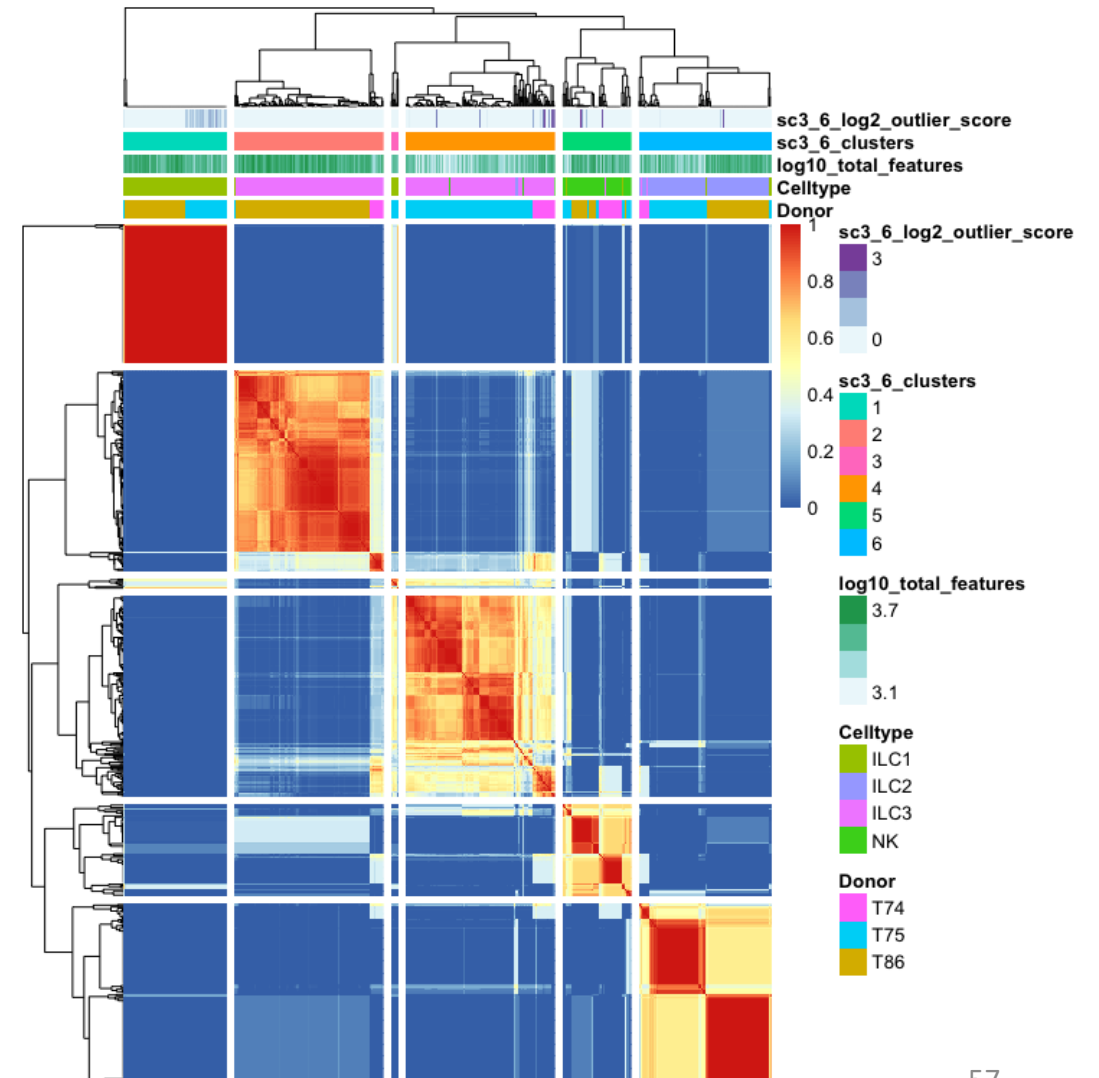 sc3_6_log2_outlier_score
sc3_6_clusters
log10_total_features
Celltype
Donor
1
0.8
0.6
0.4
0.2
0
sc3_6_log2_outlier_score
3
0
sc3_6_clusters
1
2
3
4
5
6
log10_total_features
3.7
3.1
Celltype
ILC1
ILC2
ILC3
NK
Donor
T74
T75
T86